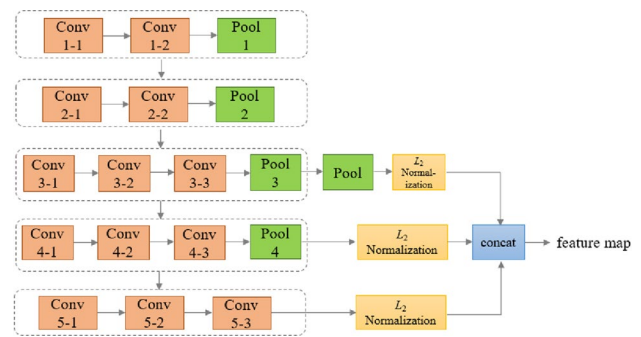 Conv
1-1
Conv
1-2
Pool
1
Conv
2-1
Conv
2-2
Pool
2
Conv
3-1
Conv
3-2
Conv
3-3
Pool
3
Pool
L2
Normal-
ization
Conv
4-1
Conv
4-2
Conv
4-3
Pool
4
L2
Normalization
concat
feature map
Conv
5-1
Conv
5-2
Conv
5-3
L2
Normalization